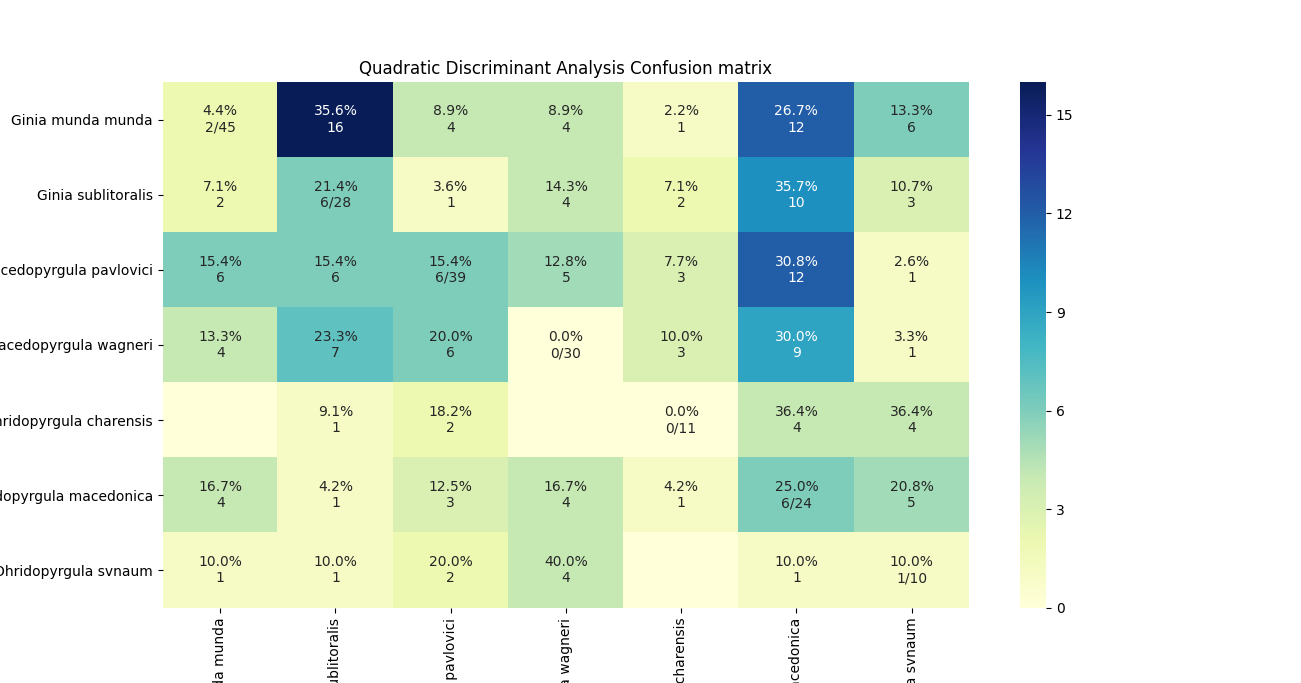 Quadratic Discriminant Analysis Confusion matrix
Ginia munda munda
4.4% 35.6% 8.9% 8.9% 2.2% 26.7% 13.3%
2/45 16 4 4 1 12 6
Ginia sublitoralis
7.1% 21.4% 3.6% 14.3% 7.1% 35.7% 10.7%
2 6/28 1 4 2 10 3
cedopyrgula pavlovici
15.4% 15.4% 15.4% 12.8% 7.7% 30.8% 2.6%
6 6 6/39 5 3 12 1
acedopyrgula wagneri
13.3% 23.3% 20.0% 0.0% 10.0% 30.0% 3.3%
4 7 6 0/30 3 9 1
hridopyrgula charensis
9.1% 18.2% 0.0% 36.4% 36.4%
1 2 0/11 4 4
dopyrgula macedonica
16.7% 4.2% 12.5% 16.7% 4.2% 25.0% 20.8%
4 1 3 4 1 6/24 5
Ohridopyrgula svnaum
10.0% 10.0% 20.0% 40.0% 10.0% 10.0%
1 1 2 4 1 1/10
da munda
ublitoralis
pavlovici
a wagneri
charensis
cedonica
a svnaum
15
12
9
6
3
0